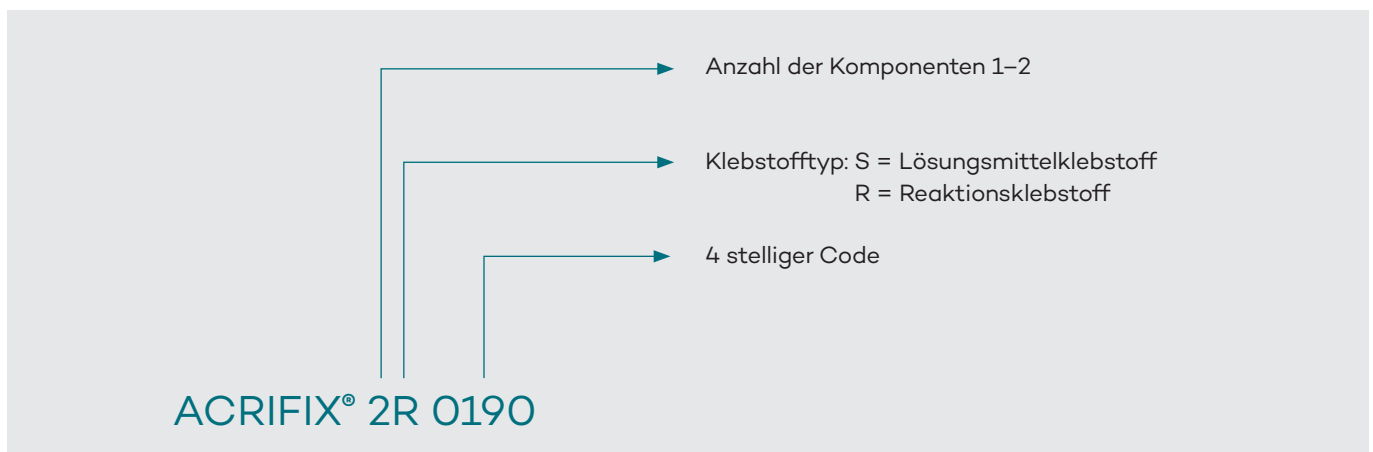 Anzahl der Komponenten 1–2
Klebstofftyp: S = Lösungsmittelklebstoff
R = Reaktionsklebstoff
4 stelliger Code
ACRIFIX® 2R 0190